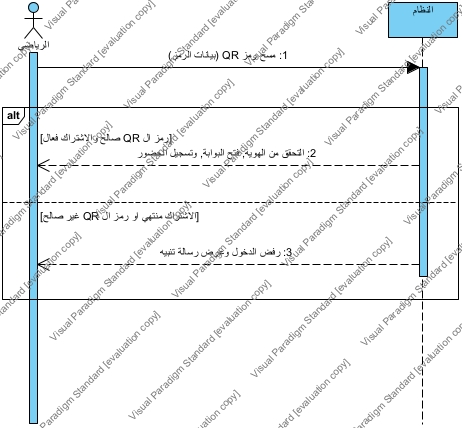 النظام
الرياضي
1: مسح رمز QR (بيانات الرمز)
alt
[رمز ال QR صالح والاشتراك فعال]
2: التحقق من الهوية, فتح البوابة, وتسجيل الحضور
[الاشتراك منتهي او رمز ال QR غير صالح]
3: رفض الدخول وعرض رسالة تنبيه
Visual Paradigm Standard [evaluation copy]